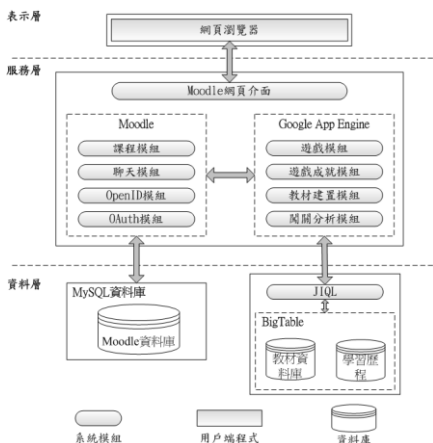 表示層
網頁瀏覽器
服務層
Moodle網頁介面
Moodle
課程模組
聊天模組
OpenID模組
OAuth模組
Google App Engine
遊戲模組
遊戲成就模組
教材建置模組
闖關分析模組
資料層
MySQL資料庫
Moodle資料庫
JIQL
BigTable
教材資
料庫
學習歷
程
系統模組
用戶端程式
資料庫